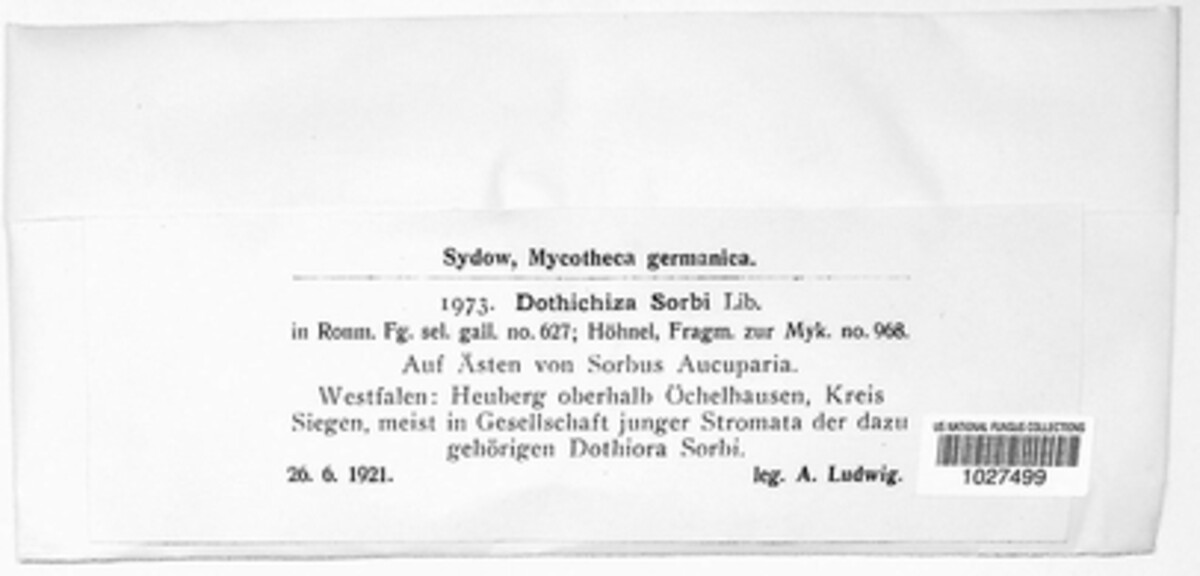 Sydow, Mycotheca germanica.
1973. Dothichiza Sorbi Lib.
in Roum. Fg. sel. gall. no. 627; Höhnel, Fragm. zur Myk. no. 968.
Auf Ästen von Sorbus Aucuparia.
Westfalen: Heuberg oberhalb Öchelhausen, Kreis
Siegen, meist in Gesellschaft junger Stromata der dazu
gehörigen Dothiora Sorbi.
26. 6. 1921. leg. A. Ludwig.
US NATIONAL FUNGUS COLLECTIONS
1027499